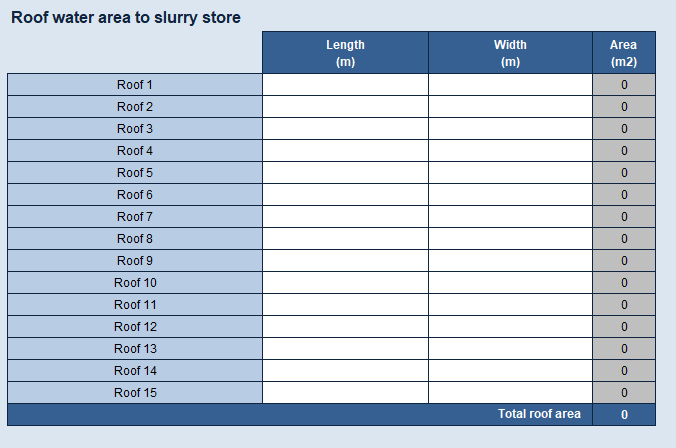 Roof water area to slurry store
Length Width Area
(m) (m) (m2)
Roof 1 0
Roof 2 0
Roof 3 0
Roof 4 0
Roof 5 0
Roof 6 0
Roof 7 0
Roof 8 0
Roof 9 0
Roof 10 0
Roof 11 0
Roof 12 0
Roof 13 0
Roof 14 0
Roof 15 0
Total roof area 0